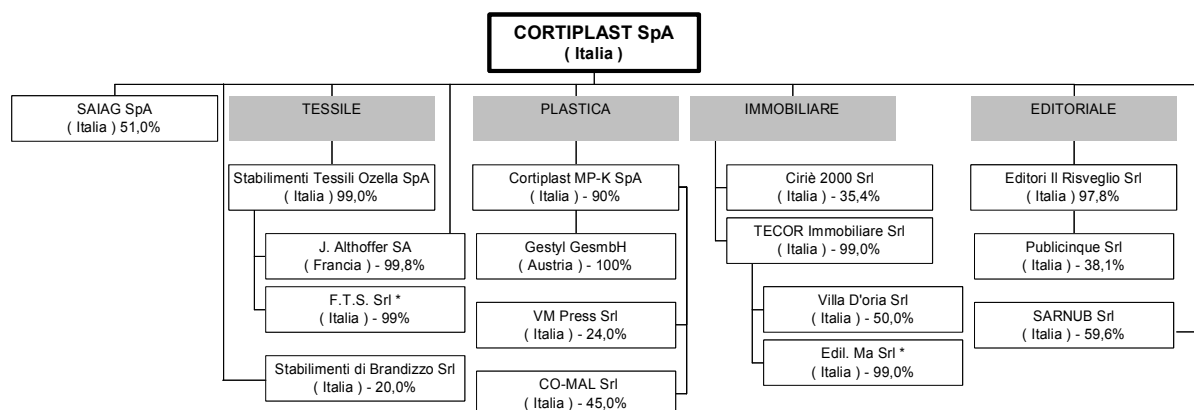 CORTIPLAST SpA
( Italia )
SAIAG SpA
( Italia ) 51,0%
TESSILE
PLASTICA
IMMOBILIARE
EDITORIALE
Stabilimenti Tessili Ozella SpA
( Italia ) 99,0%
Cortiplast MP-K SpA
( Italia ) - 90%
Ciriè 2000 Srl
( Italia ) - 35,4%
Editori Il Risveglio Srl
( Italia ) 97,8%
J. Althoffer SA
( Francia ) - 99,8%
Gestyl GesmbH
(Austria ) - 100%
TECOR Immobiliare Srl
( Italia ) - 99,0%
Publicinque Srl
( Italia ) - 38,1%
F.T.S. Srl *
( Italia ) - 99%
VM Press Srl
( Italia ) - 24,0%
Villa D'oria Srl
( Italia ) - 50,0%
SARNUB Srl
( Italia ) - 59,6%
Stabilimenti di Brandizzo Srl
( Italia ) - 20,0%
CO-MAL Srl
( Italia ) - 45,0%
Edil. Ma Srl *
( Italia ) - 99,0%